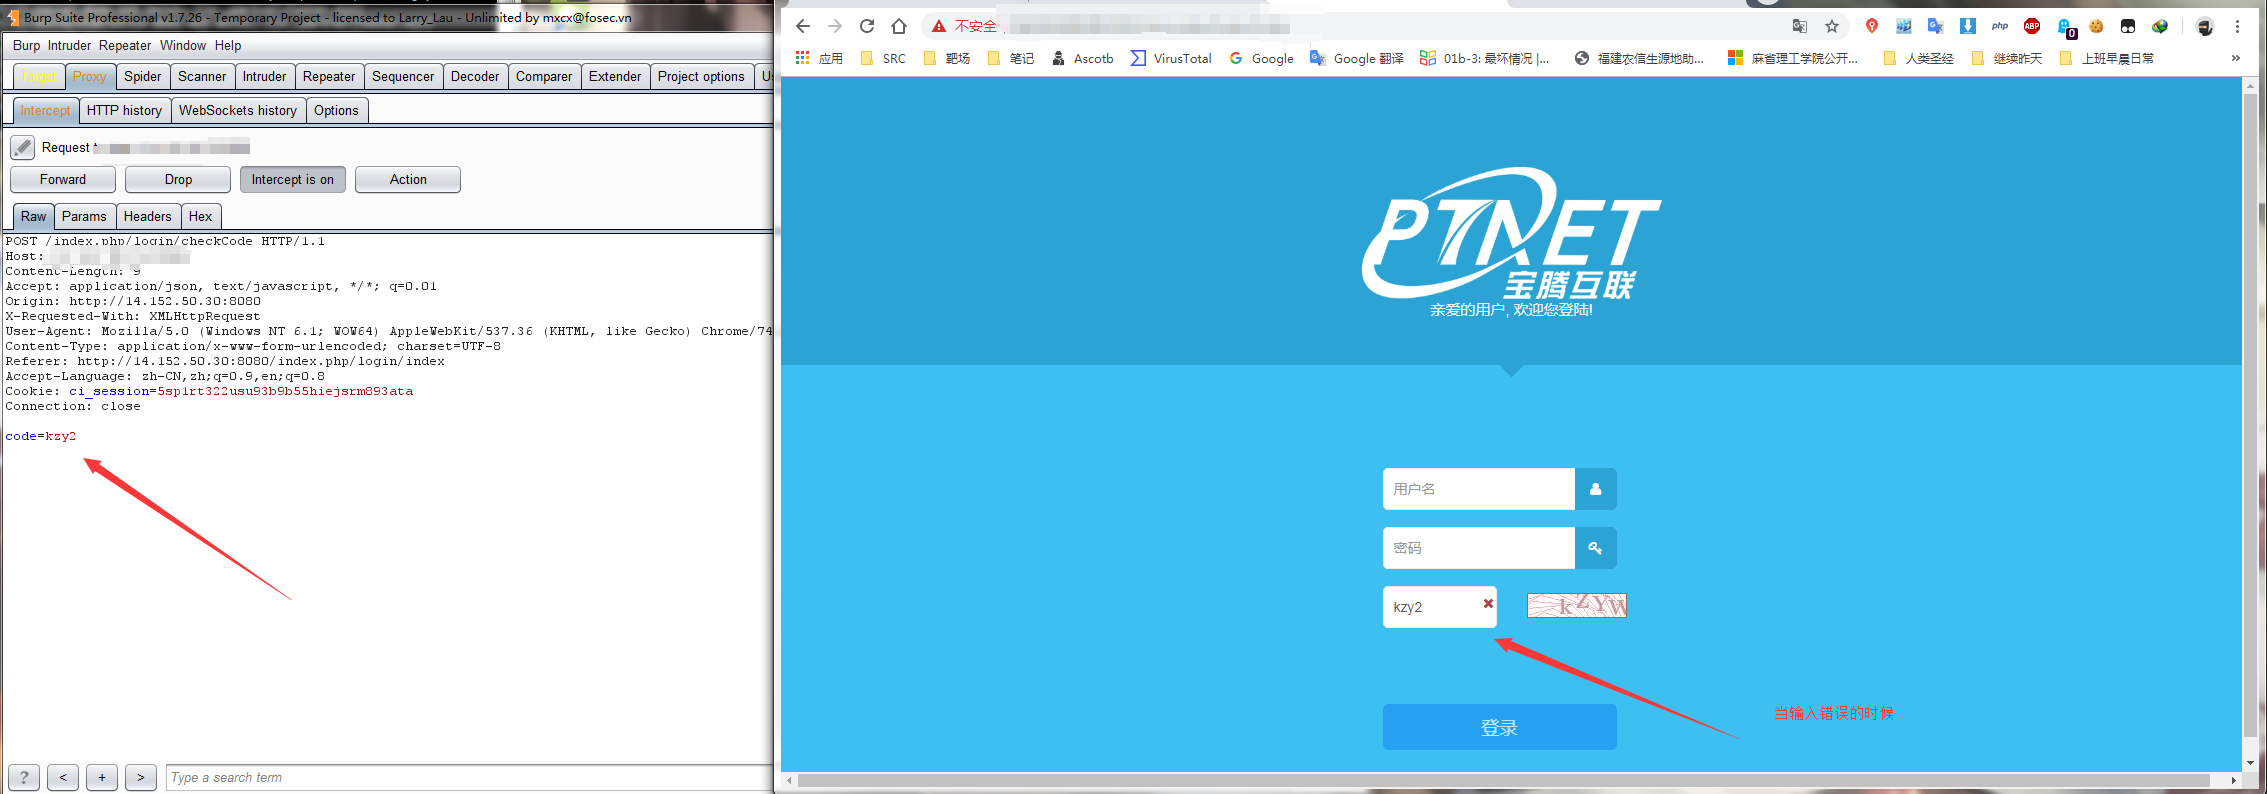 Burp Suite Professional v1.7.26 - Temporary Project - licensed to Larry_Lau - Unlimited by mxcx@fosec.vn
Burp Intruder Repeater Window Help
Target Proxy Spider Scanner Intruder Repeater Sequencer Decoder Comparer Extender Project options
Intercept HTTP history WebSockets history Options
Request
Forward Drop Intercept is on Action
Raw Params Headers Hex
POST /index.php/login/checkCode HTTP/1.1
Host:
Content-Length: 9
Accept: application/json, text/javascript, */*; q=0.01
Origin: http://14.152.50.30:8080
X-Requested-With: XMLHttpRequest
User-Agent: Mozilla/5.0 (Windows NT 6.1; WOW64) AppleWebKit/537.36 (KHTML, like Gecko) Chrome/74
Content-Type: application/x-www-form-urlencoded; charset=UTF-8
Referer: http://14.152.50.30:8080/index.php/login/index
Accept-Language: zh-CN,zh;q=0.9,en;q=0.8
Cookie: ci_session=5sp1rt322usu93b9b55hiejsrm893ata
Connection: close
code=kzy2
? < + > Type a search term
不安全
php ABP 0
应用 SRC 靶场 笔记 Ascotb VirusTotal Google Google 翻译 01b-3: 最坏情况 |... 福建农信生源地助... 麻省理工学院公开... 人类圣经 继续昨天 上班早晨日常 »
PTNET
宝腾互联
亲爱的用户, 欢迎您登陆!
用户名
密码
kzy2
kZYW
当输入错误的时候
登录